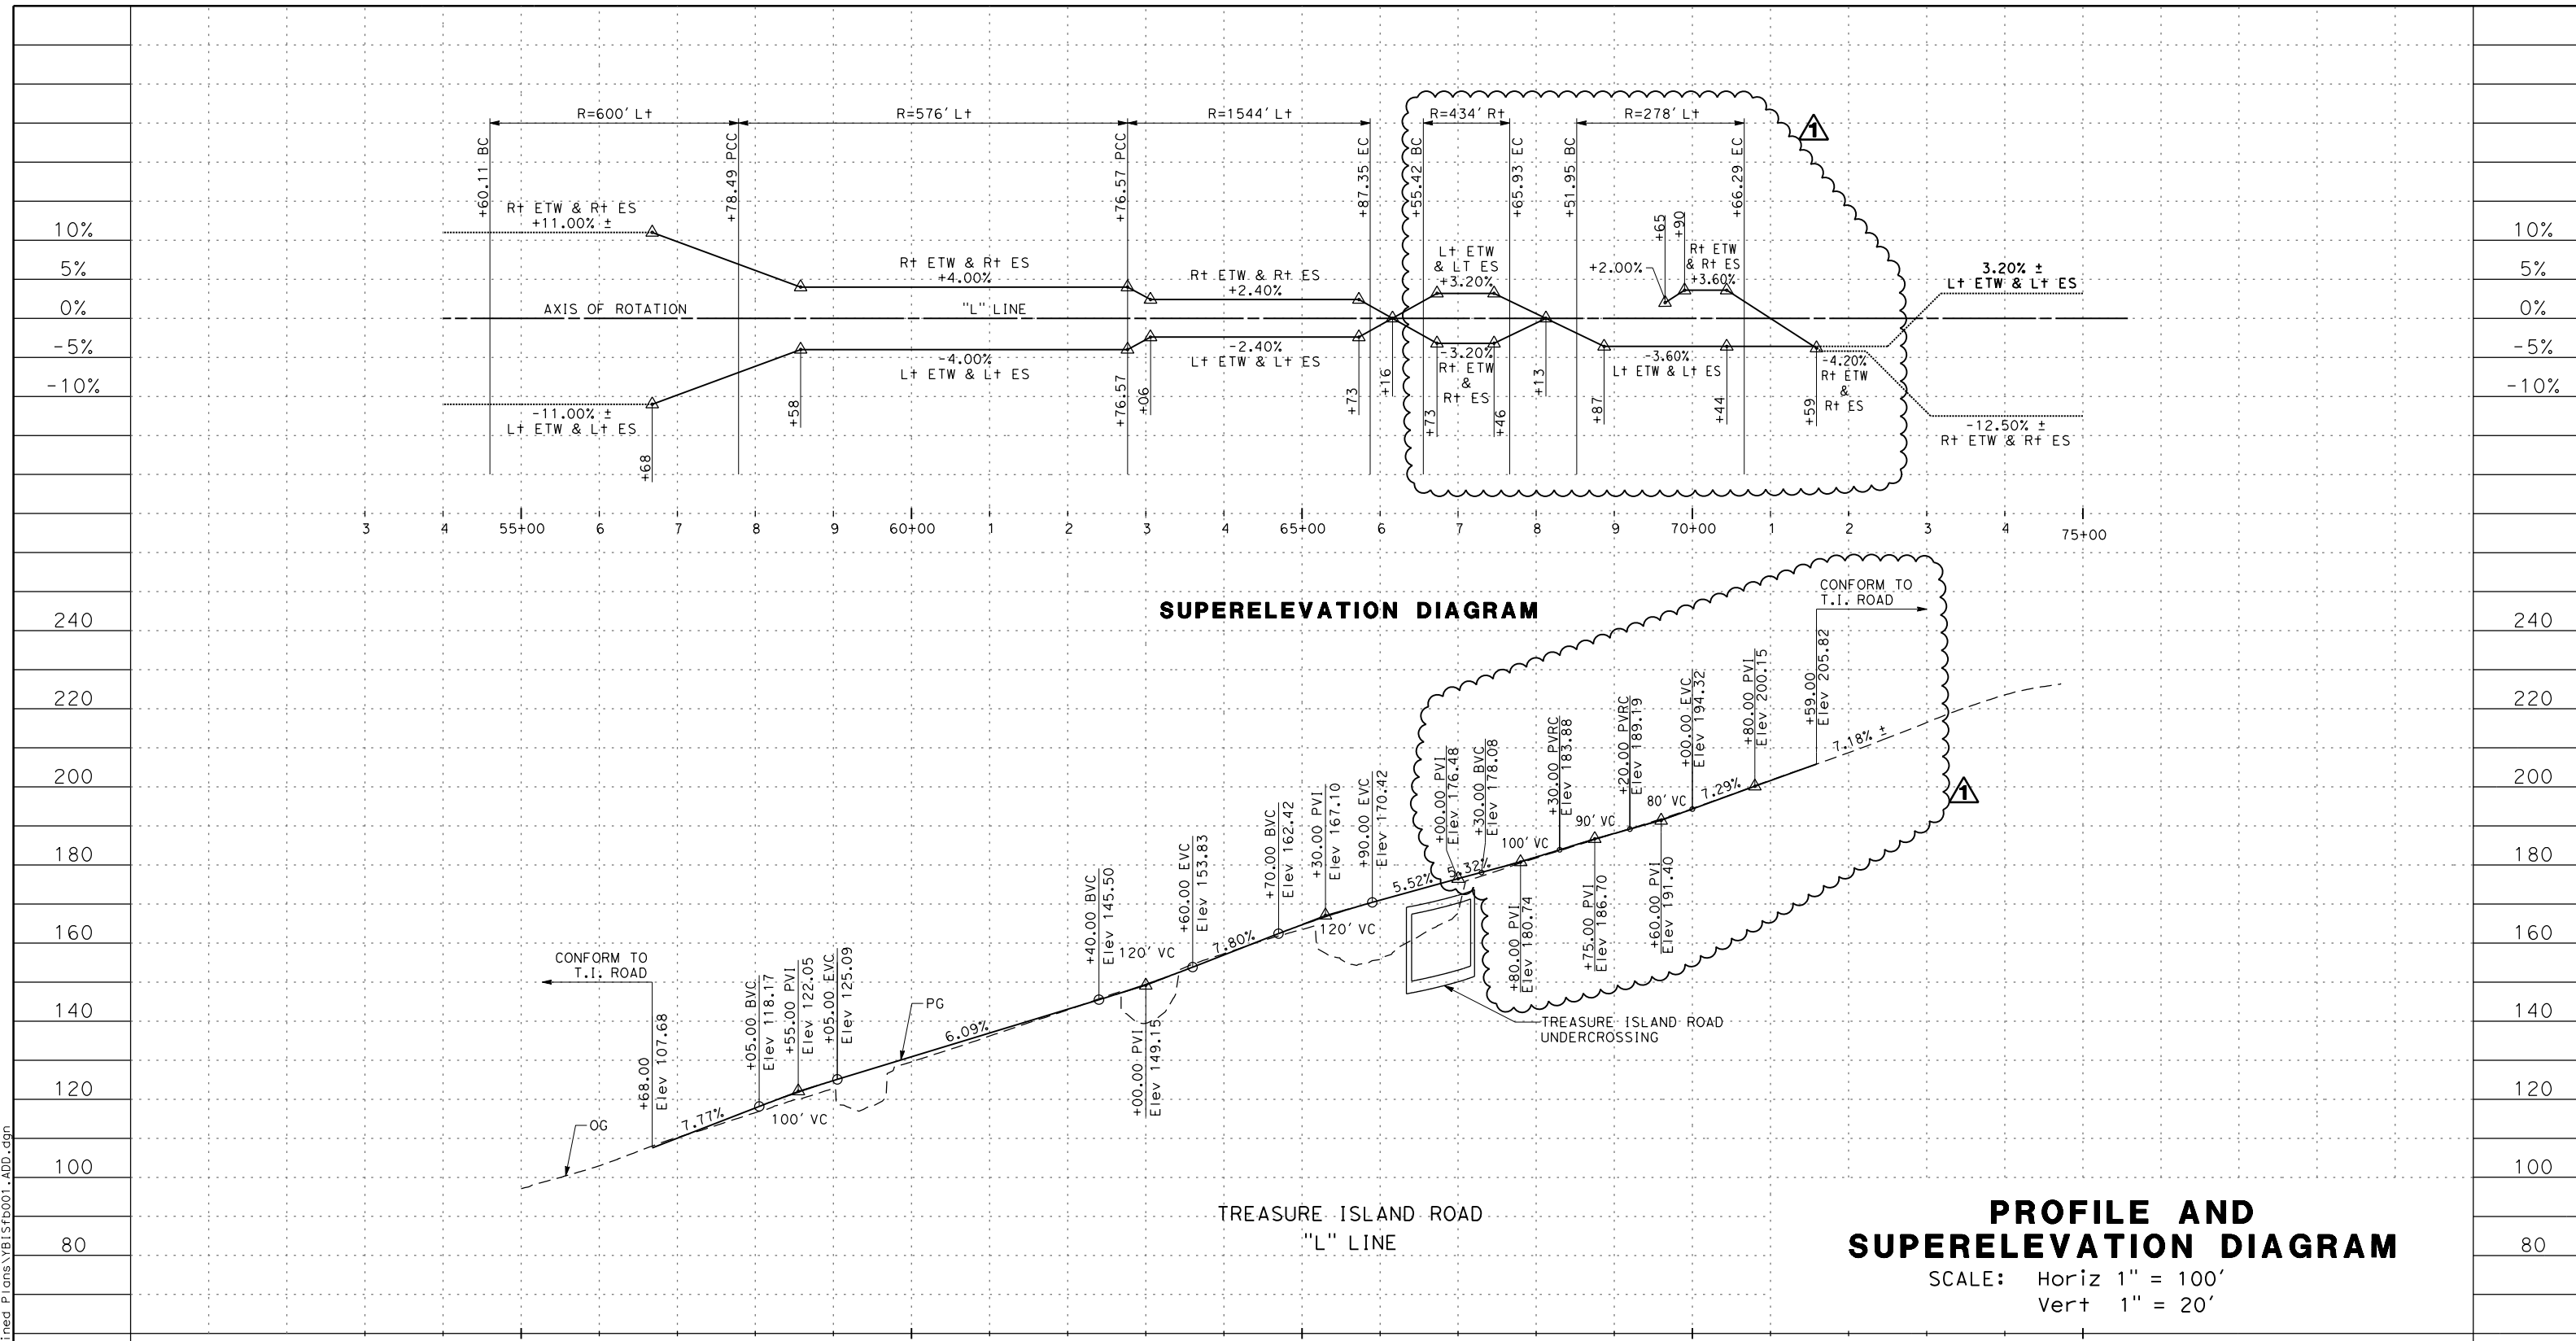 R=600' Lt
R=576' Lt
R=1544' Lt
R=434' Rt
R=278' Lt
1
+60.11 BC
+78.49 PCC
+76.57 PCC
+87.35 EC
+55.42 BC
+65.93 EC
+51.95 BC
+66.29 EC
Rt ETW & Rt ES
+11.00% ±
Rt ETW & Rt ES
+4.00%
Rt ETW & Rt ES
+2.40%
Lt ETW
& LT ES
+3.20%
+2.00%
+65
+90
Rt ETW
& Rt ES
+3.60%
3.20% ±
Lt ETW & Lt ES
10%
5%
0%
-5%
-10%
10%
5%
0%
-5%
-10%
AXIS OF ROTATION
"L" LINE
-11.00% ±
Lt ETW & Lt ES
-4.00%
Lt ETW & Lt ES
-2.40%
Lt ETW & Lt ES
-3.20%
Rt ETW
&
Rt ES
-3.60%
Lt ETW & Lt ES
-4.20%
Rt ETW
&
Rt ES
-12.50% ±
Rt ETW & Rt ES
+68
+58
+76.57
+06
+73
+16
+73
+46
+13
+87
+44
+59
3 4 55+00 6 7 8 9 60+00 1 2 3 4 65+00 6 7 8 9 70+00 1 2 3 4 75+00
SUPERELEVATION DIAGRAM
240
220
200
180
160
140
120
100
80
240
220
200
180
160
140
120
100
80
CONFORM TO
T.I. ROAD
+68.00
Elev 107.68
7.77%
OG
+05.00 BVC
Elev 118.17
+55.00 PVI
Elev 122.05
+05.00 EVC
Elev 125.09
100' VC
PG
6.09%
+40.00 BVC
Elev 145.50
120' VC
+00.00 PVI
Elev 149.15
+60.00 EVC
Elev 153.83
7.80%
+70.00 BVC
Elev 162.42
+30.00 PVI
Elev 167.10
120' VC
+90.00 EVC
Elev 170.42
5.52%
+00.00 PVI
Elev 176.48
5.32%
+30.00 BVC
Elev 178.08
100' VC
+80.00 PVI
Elev 180.74
+30.00 PVRC
Elev 183.88
90' VC
+75.00 PVI
Elev 186.70
+20.00 PVRC
Elev 189.19
80' VC
+60.00 PVI
Elev 191.40
+00.00 EVC
Elev 194.32
7.29%
+80.00 PVI
Elev 200.15
+59.00
Elev 205.82
CONFORM TO
T.I. ROAD
7.18% ±
1
TREASURE ISLAND ROAD
UNDERCROSSING
TREASURE ISLAND ROAD
"L" LINE
PROFILE AND
SUPERELEVATION DIAGRAM
SCALE: Horiz 1" = 100'
Vert 1" = 20'